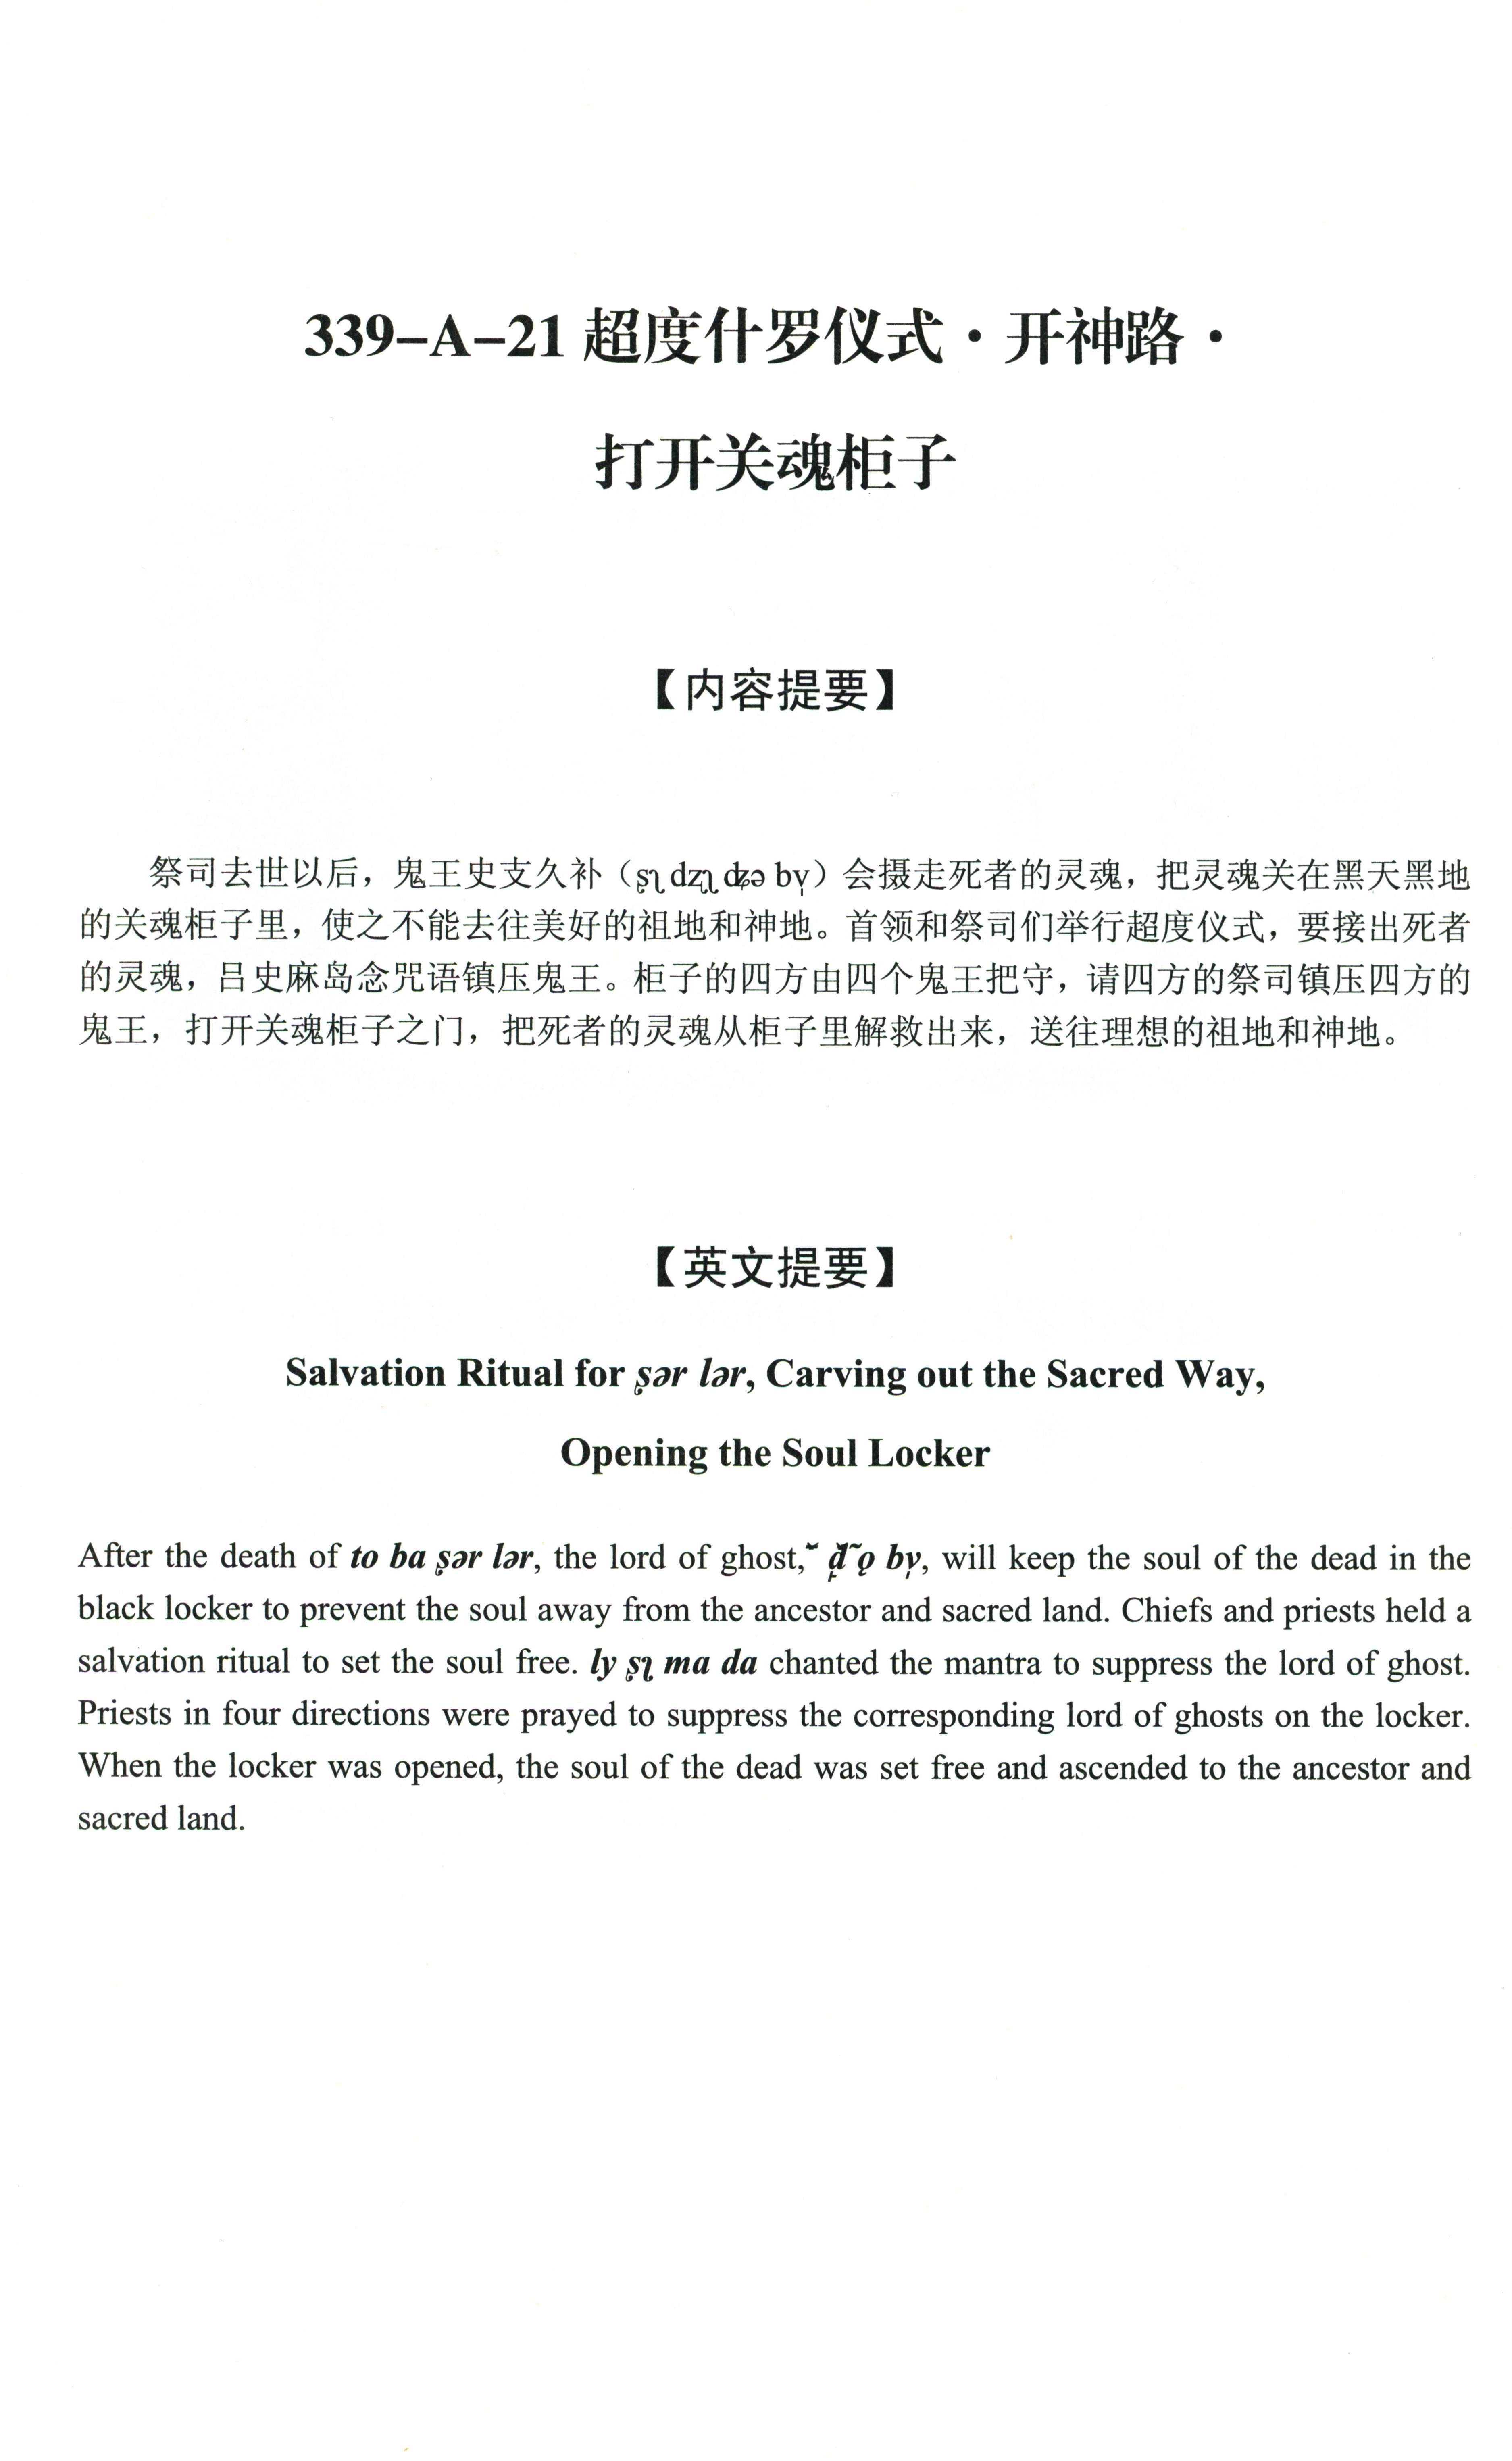 339–A–21 超度什罗仪式·开神路·
打开关魂柜子
【内容提要】
祭司去世以后，鬼王史支久补（ʂʅ dʐʅ dʑə bv̩）会摄走死者的灵魂，把灵魂关在黑天黑地
的关魂柜子里，使之不能去往美好的祖地和神地。首领和祭司们举行超度仪式，要接出死者
的灵魂，吕史麻岛念咒语镇压鬼王。柜子的四方由四个鬼王把守，请四方的祭司镇压四方的
鬼王，打开关魂柜子之门，把死者的灵魂从柜子里解救出来，送往理想的祖地和神地。
【英文提要】
Salvation Ritual for ʂər lər, Carving out the Sacred Way,
Opening the Soul Locker
After the death of to ba ʂər lər, the lord of ghost, bv̩, will keep the soul of the dead in the
black locker to prevent the soul away from the ancestor and sacred land. Chiefs and priests held a
salvation ritual to set the soul free. ly ʂʅ ma da chanted the mantra to suppress the lord of ghost.
Priests in four directions were prayed to suppress the corresponding lord of ghosts on the locker.
When the locker was opened, the soul of the dead was set free and ascended to the ancestor and
sacred land.